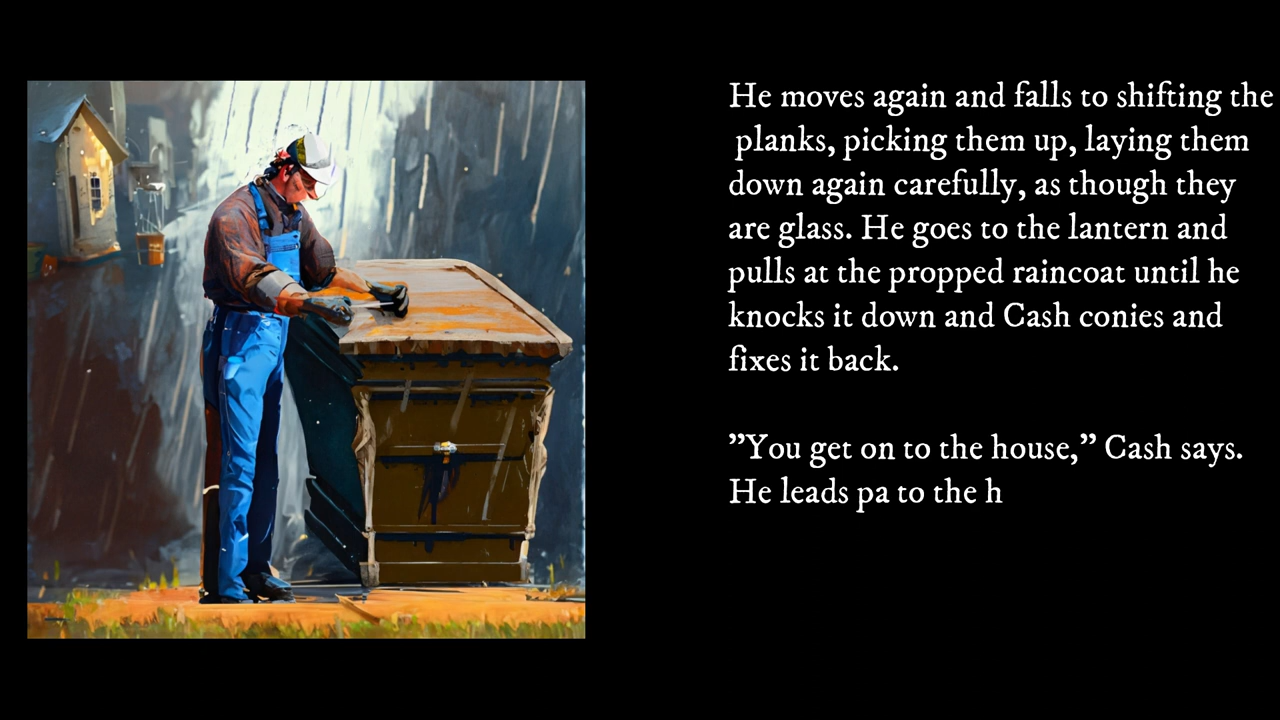 He moves again and falls to shifting the
planks, picking them up, laying them
down again carefully, as though they
are glass. He goes to the lantern and
pulls at the propped raincoat until he
knocks it down and Cash conies and
fixes it back.
”You get on to the house,” Cash says.
He leads pa to the h